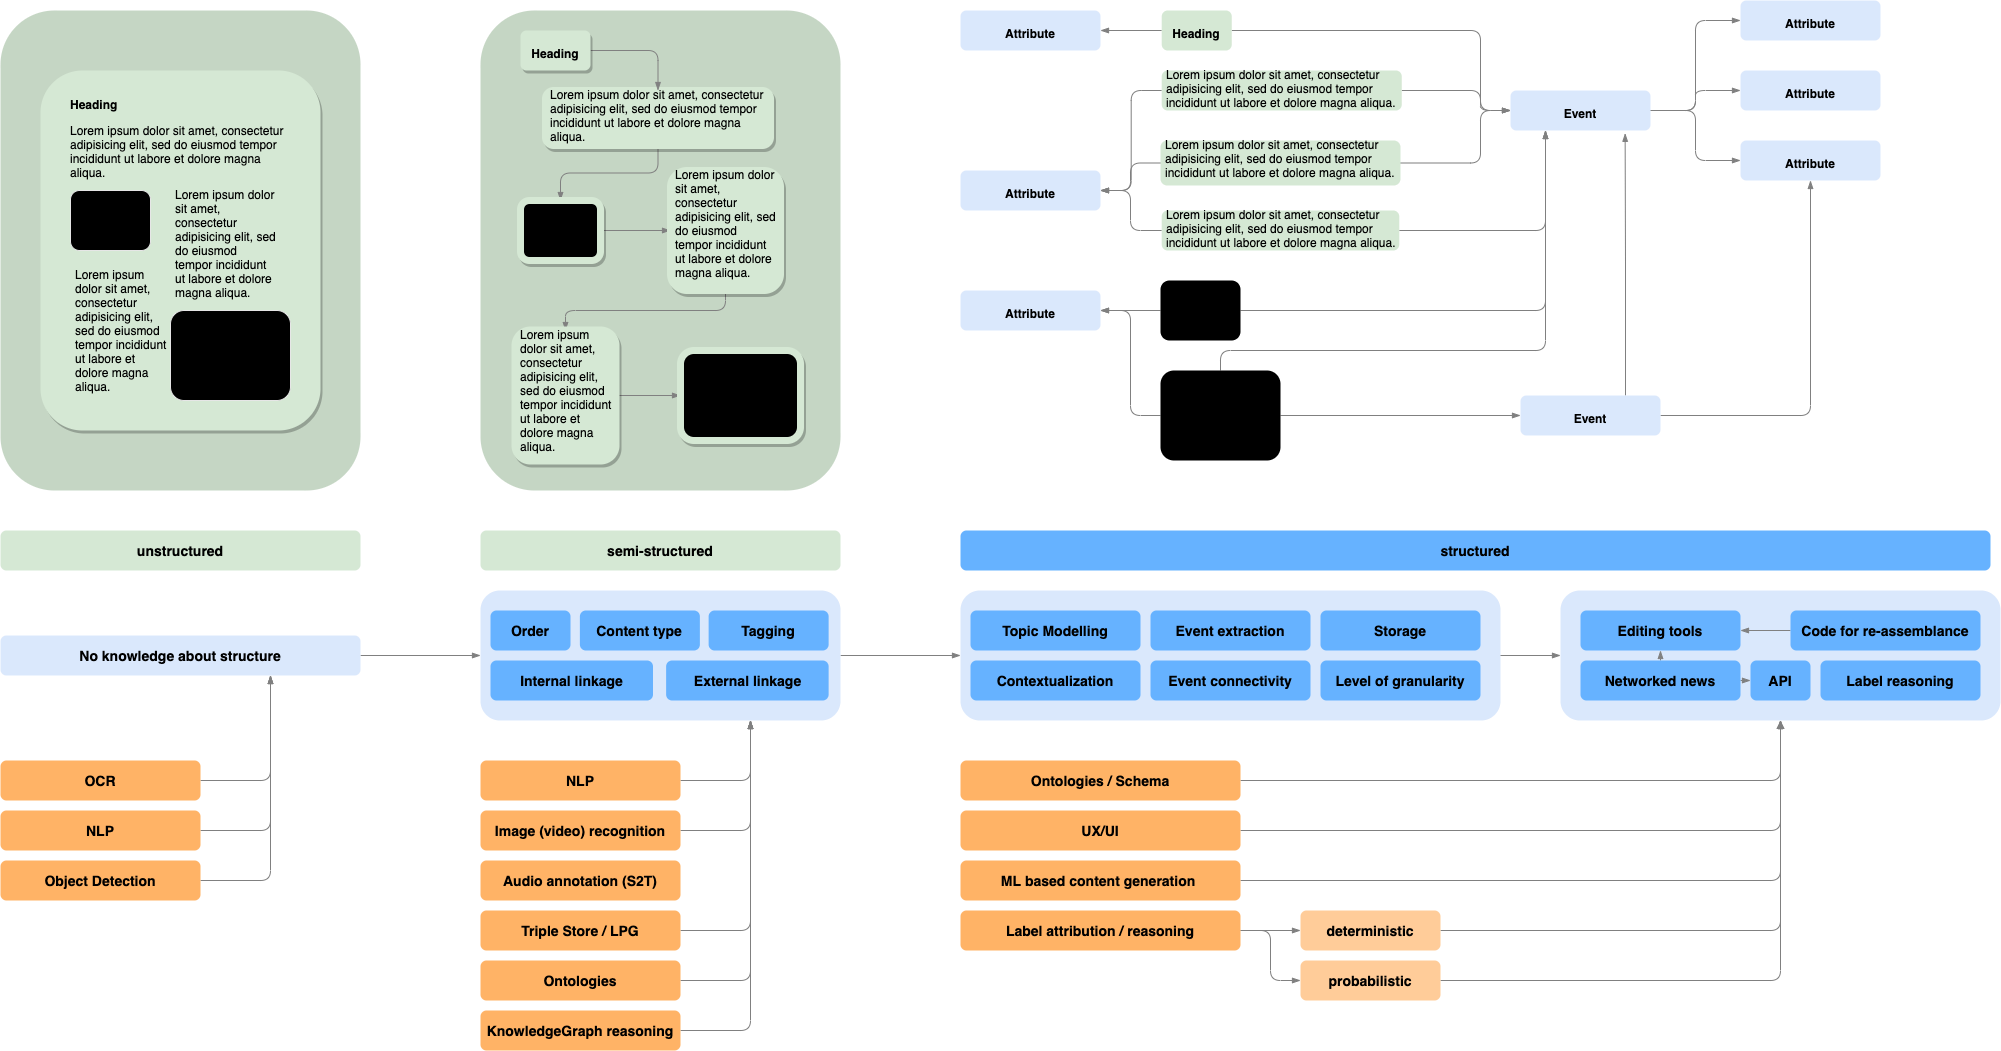 Heading
Lorem ipsum dolor sit amet, consectetur
adipisicing elit, sed do eiusmod tempor
incididunt ut labore et dolore magna
aliqua.
Lorem ipsum dolor
sit amet,
consectetur
adipisicing elit, sed
do eiusmod
tempor incididunt
ut labore et dolore
magna aliqua.
Lorem ipsum
dolor sit amet,
consectetur
adipisicing elit,
sed do eiusmod
tempor incididunt
ut labore et
dolore magna
aliqua.
Heading
Lorem ipsum dolor sit amet, consectetur
adipisicing elit, sed do eiusmod tempor
incididunt ut labore et dolore magna
aliqua.
Lorem ipsum dolor
sit amet,
consectetur
adipisicing elit, sed
do eiusmod
tempor incididunt
ut labore et dolore
magna aliqua.
Lorem ipsum
dolor sit amet,
consectetur
adipisicing elit,
sed do eiusmod
tempor incididunt
ut labore et
dolore magna
aliqua.
Attribute
Heading
Lorem ipsum dolor sit amet, consectetur
adipisicing elit, sed do eiusmod tempor
incididunt ut labore et dolore magna aliqua.
Lorem ipsum dolor sit amet, consectetur
adipisicing elit, sed do eiusmod tempor
incididunt ut labore et dolore magna aliqua.
Attribute
Lorem ipsum dolor sit amet, consectetur
adipisicing elit, sed do eiusmod tempor
incididunt ut labore et dolore magna aliqua.
Attribute
Event
Attribute
Attribute
Attribute
Event
unstructured
semi-structured
structured
No knowledge about structure
Order
Content type
Tagging
Internal linkage
External linkage
Topic Modelling
Event extraction
Storage
Contextualization
Event connectivity
Level of granularity
Editing tools
Code for re-assemblance
Networked news
API
Label reasoning
OCR
NLP
Object Detection
NLP
Image (video) recognition
Audio annotation (S2T)
Triple Store / LPG
Ontologies
KnowledgeGraph reasoning
Ontologies / Schema
UX/UI
ML based content generation
Label attribution / reasoning
deterministic
probabilistic